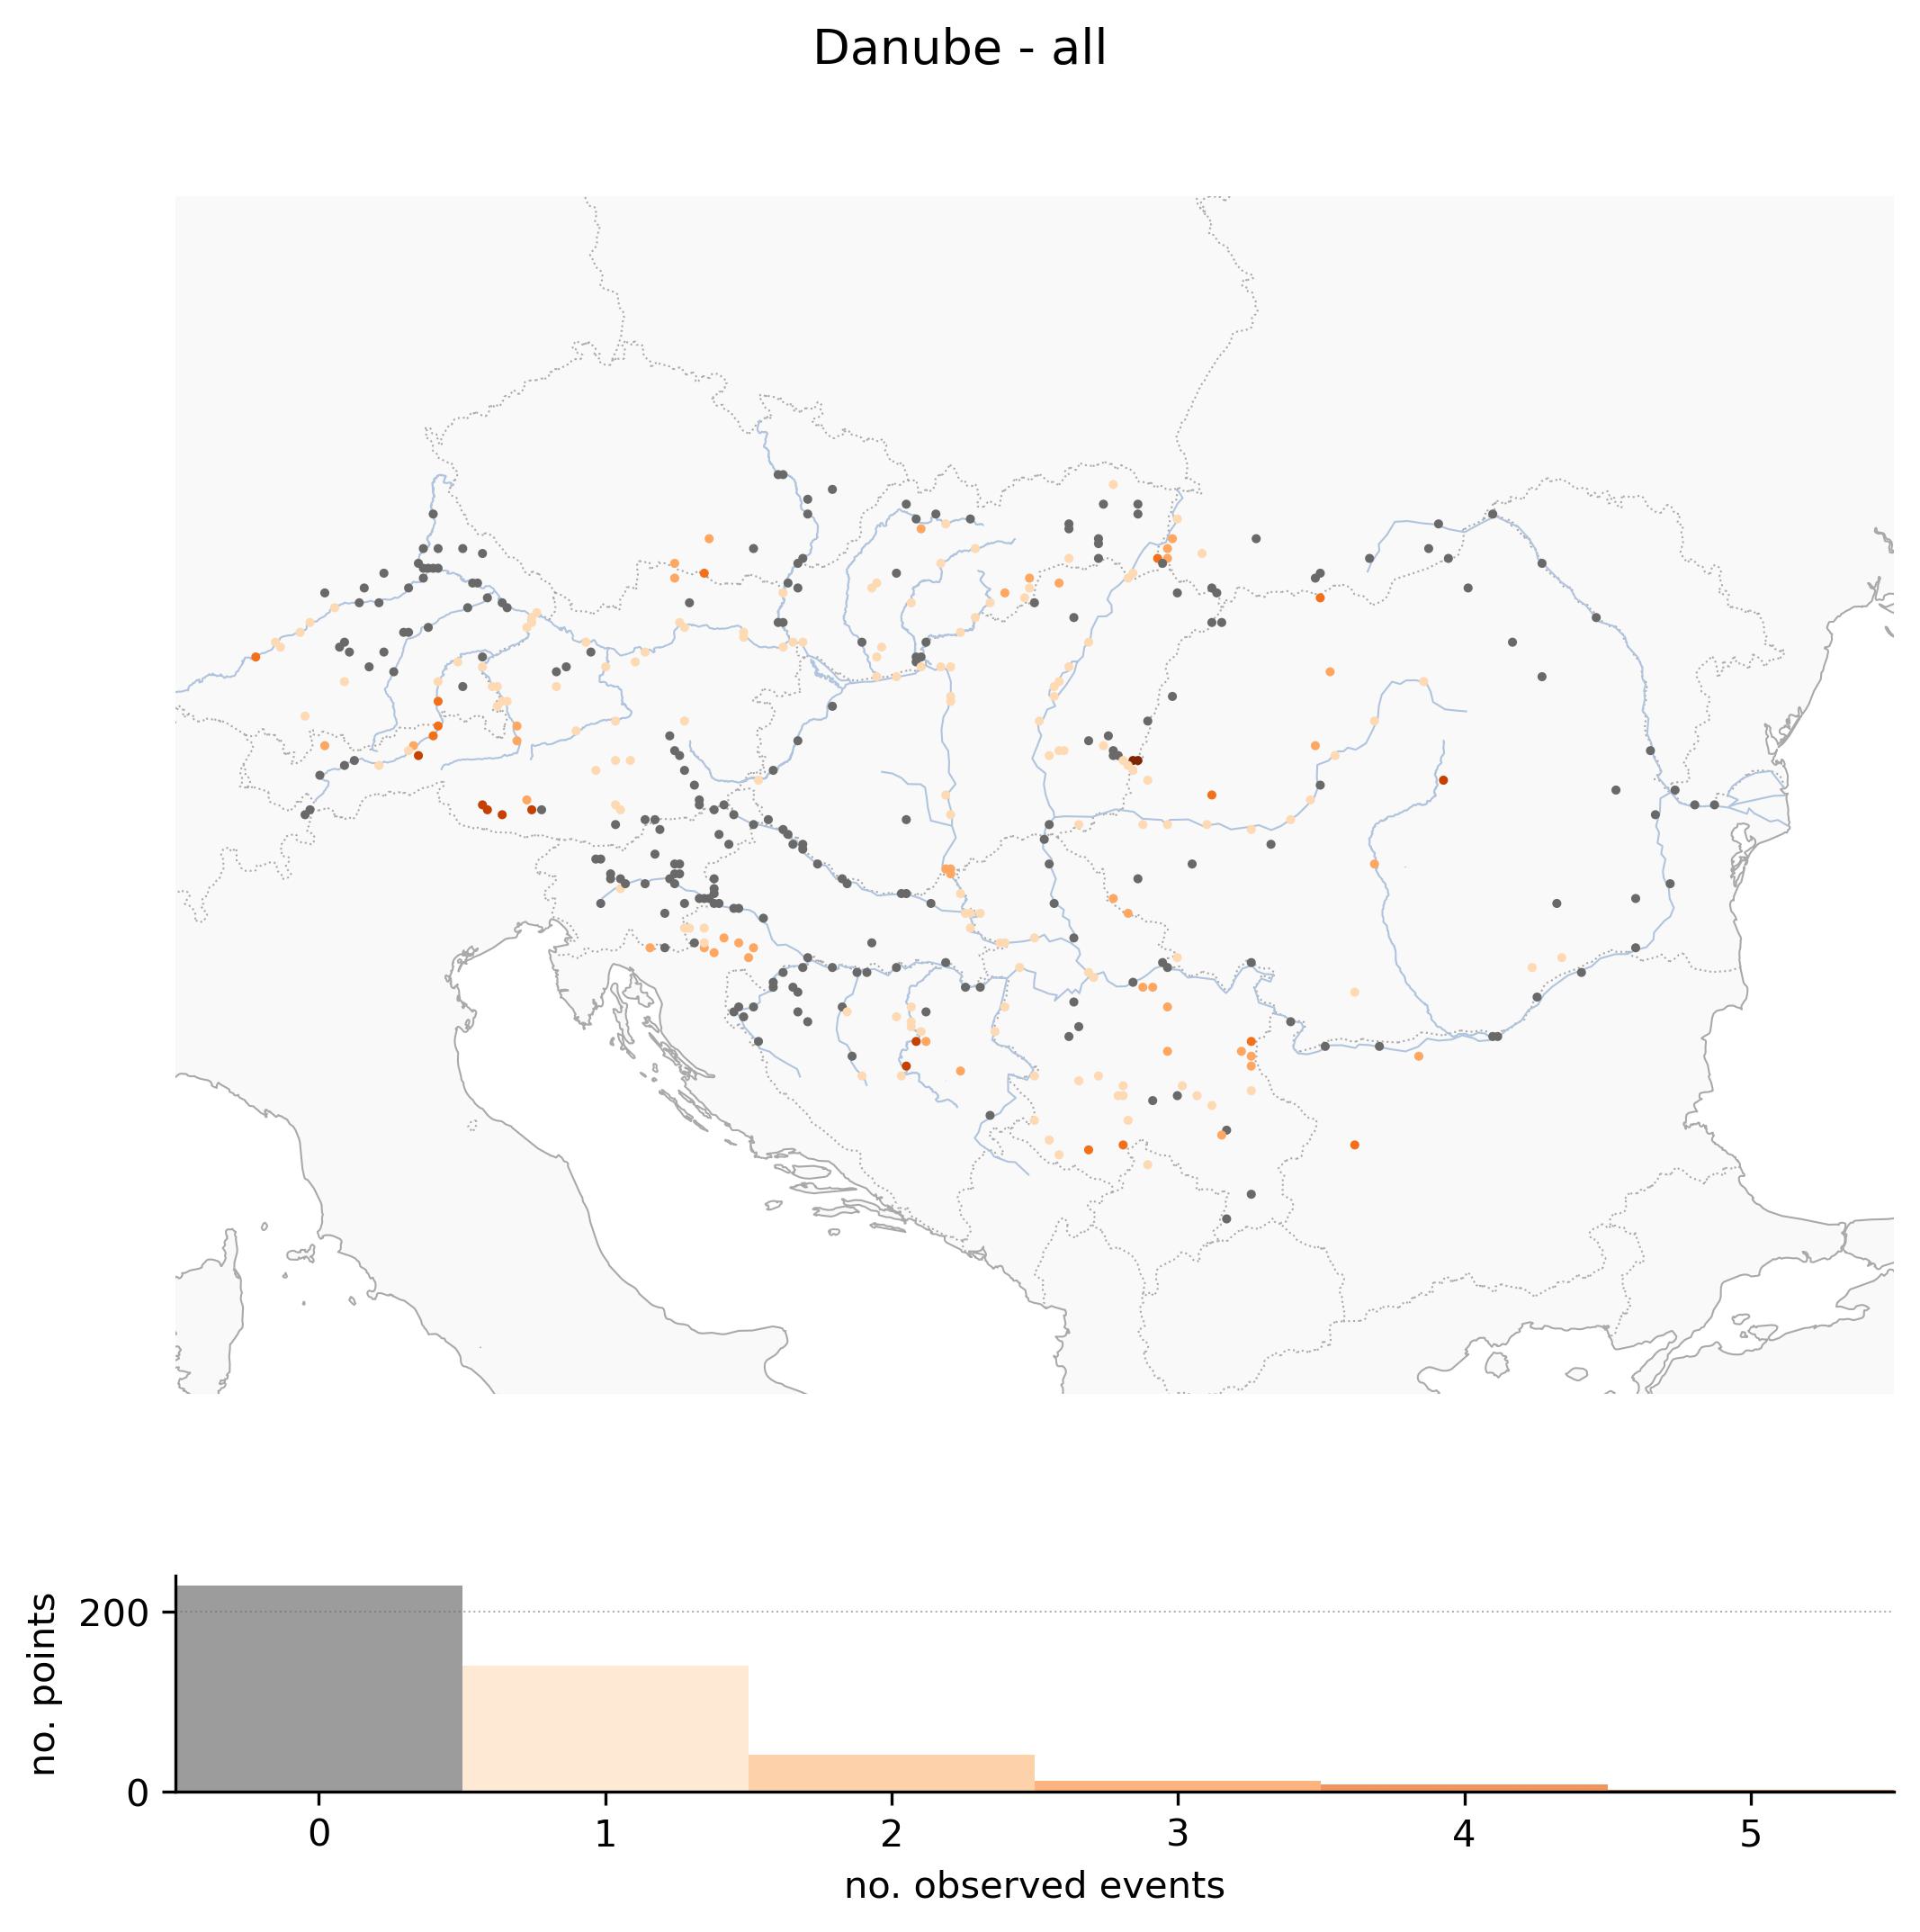 Danube - all
no. points
200
0
0 1 2 3 4 5
no. observed events